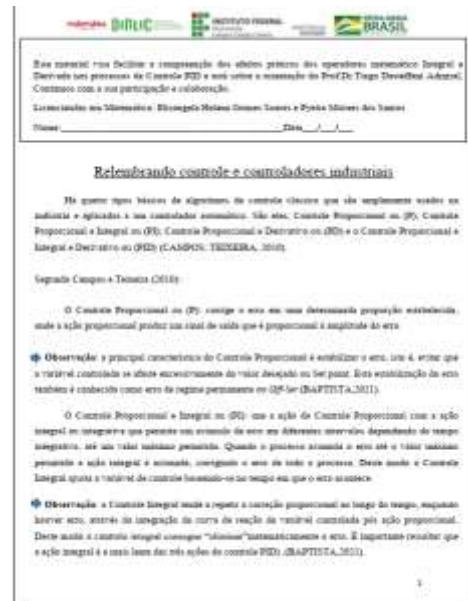 INSTITUTO FEDERAL
BRASIL
Esse material visa facilitar a compreensão dos efeitos práticos dos operadores matemático Integral e
Derivada nos processos de Controle PID e está sobre a orientação do Prof.Dr. Tiago
Contamos com a sua participação e colaboração.
Licenciandas em Matemática: Elisangela Gomes Soares e dos Santos
Nome: Data: / /
Relembrando controle e controladores industriais
Há quatro tipos básicos de algoritmos de controle clássico que são amplamente usados na
indústria e aplicados a um controlador automático. São eles, Controle Proporcional ou (P); Controle
Proporcional e Integral ou (PI); Controle Proporcional e Derivativo ou (PD) e o Controle Proporcional e
Integral e Derivativo ou (PID) (CAMPOS; TEIXEIRA, 2010).
Segundo Campos e Teixeira (2010):
O Controle Proporcional ou (P): corrige o erro em uma determinada proporção estabelecida,
onde a ação proporcional produz um sinal de saída que é proporcional à amplitude do erro.
Observação: a principal característica do Controle Proporcional é estabilizar o erro, isto é, evitar que
a variável controlada se afaste excessivamente do valor desejado ou Set point. Esta estabilização do erro
também é conhecida como erro de regime permanente ou Off-Set (BAPTISTA, 2021).
O Controle Proporcional e Integral ou (PI): une a ação de Controle Proporcional com a ação
integral ou integrativa que permite um acúmulo de erro em diferentes intervalos dependendo do tempo
integrativo, até um valor máximo permitido. Quando o processo acumula o erro até o valor máximo
permitido a ação integral é acionada, corrigindo o erro de todo o processo. Deste modo o Controle
Integral ajusta a variável de controle baseando-se no tempo em que o erro acontece.
Observação: o Controle Integral tende a repetir a correção proporcional ao longo do tempo, enquanto
houver erro, através da integração da curva de reação da variável controlada pós ação proporcional.
Deste modo o controle integral consegue "eliminar" matematicamente o erro. É importante ressaltar que
a ação integral é a mais lenta das três ações do controle PID). (BAPTISTA, 2021).
1